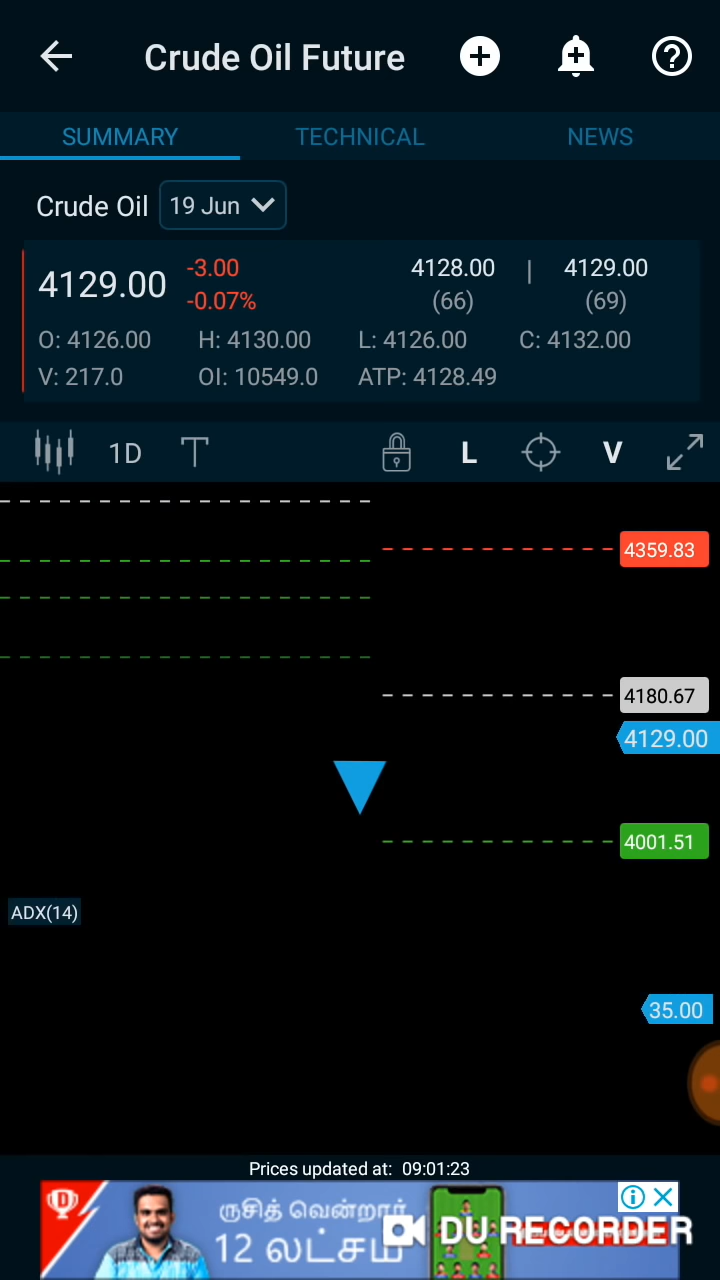 Crude Oil Future
SUMMARY TECHNICAL NEWS
Crude Oil 19 Jun
4129.00 -3.00 4128.00 | 4129.00
-0.07% (66) (69)
O: 4126.00 H: 4130.00 L: 4126.00 C: 4132.00
V: 217.0 OI: 10549.0 ATP: 4128.49
1D T L V
4359.83
4180.67
4129.00
4001.51
ADX(14)
35.00
Prices updated at: 09:01:23
ருசித் வென்றார்
12 லட்சம்
DU RECORDER